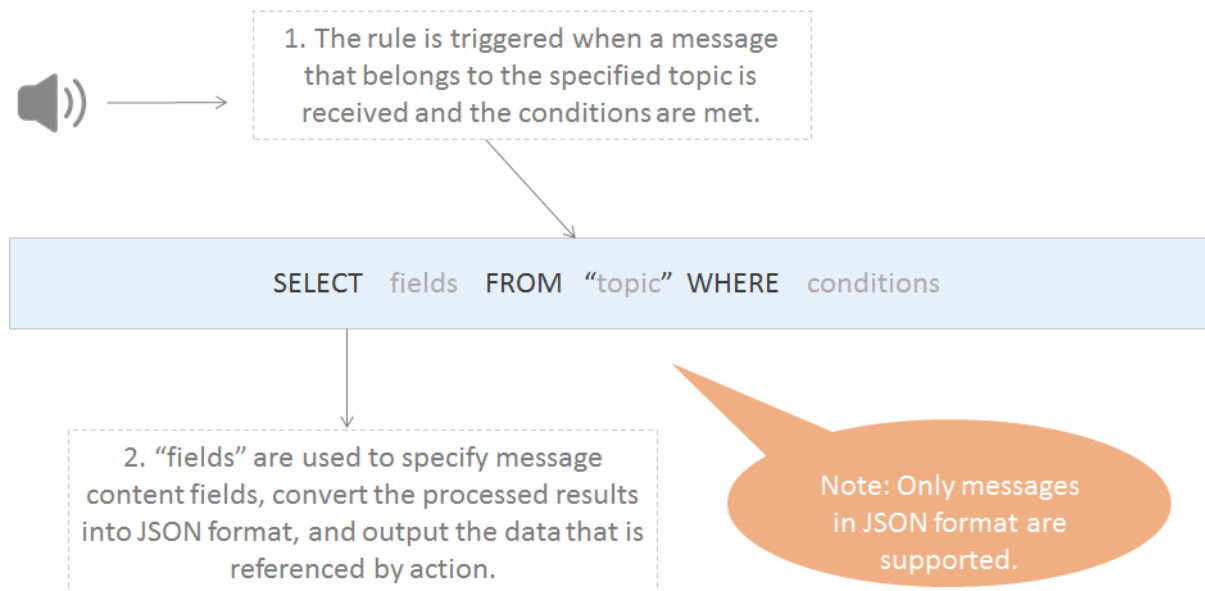 1. The rule is triggered when a message
that belongs to the specified topic is
received and the conditions are met.
SELECT fields FROM “topic” WHERE conditions
2. “fields” are used to specify message
content fields, convert the processed results
into JSON format, and output the data that is
referenced by action.
Note: Only messages
in JSON format are
supported.